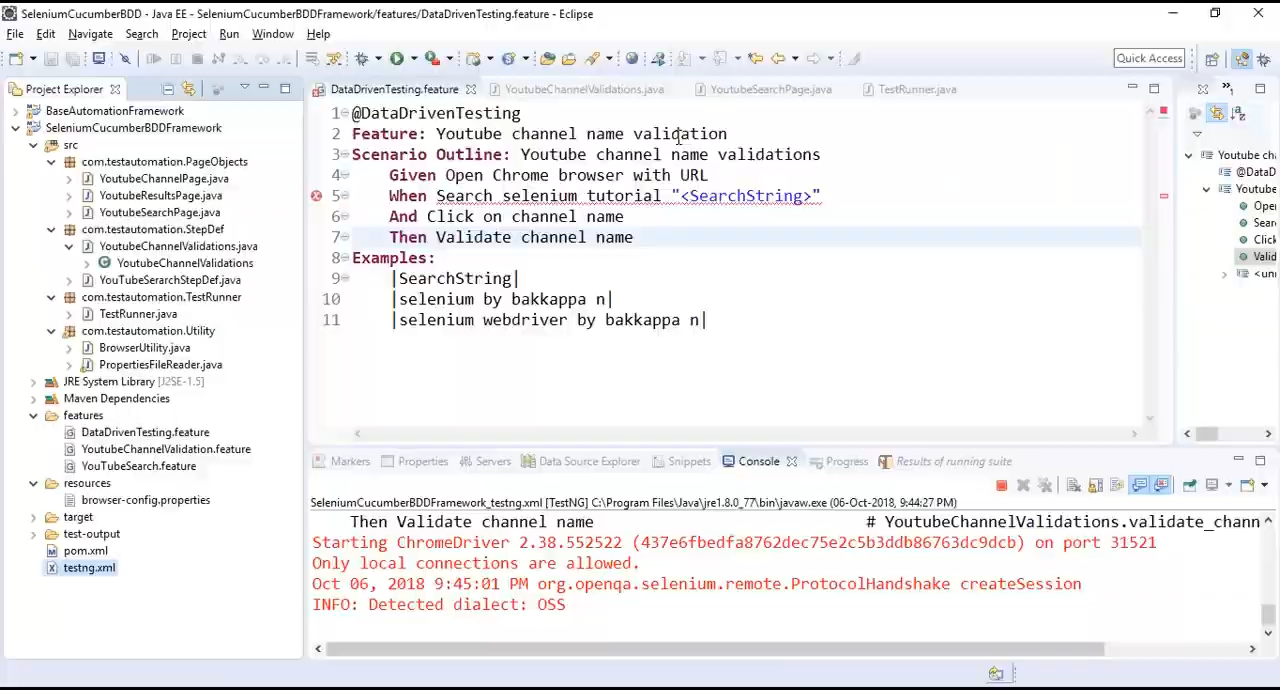 SeleniumCucumberBDD - Java EE - SeleniumCucumberBDDFramework/features/DataDrivenTesting.feature - Eclipse
File Edit Navigate Search Project Run Window Help
Quick Access
Project Explorer
BaseAutomationFramework
SeleniumCucumberBDDFramework
src
com.testautomation.PageObjects
YoutubeChannelPage.java
YoutubeResultsPage.java
YoutubeSearchPage.java
com.testautomation.StepDef
YoutubeChannelValidations.java
YoutubeChannelValidations
YouTubeSerarchStepDef.java
com.testautomation.TestRunner
TestRunner.java
com.testautomation.Utility
BrowserUtility.java
PropertiesFileReader.java
JRE System Library [J2SE-1.5]
Maven Dependencies
features
DataDrivenTesting.feature
YoutubeChannelValidation.feature
YouTubeSearch.feature
resources
browser-config.properties
target
test-output
pom.xml
testng.xml
DataDrivenTesting.feature YoutubeChannelValidations.java YoutubeSearchPage.java TestRunner.java
1 @DataDrivenTesting
2 Feature: Youtube channel name validation
3 Scenario Outline: Youtube channel name validations
4 Given Open Chrome browser with URL
5 When Search selenium tutorial "<SearchString>"
6 And Click on channel name
7 Then Validate channel name
8 Examples:
9 |SearchString|
10 |selenium by bakkappa n|
11 |selenium webdriver by bakkappa n|
Youtube ch
@DataD
Youtube
Oper
Sear
Click
Valid
<un
Markers Properties Servers Data Source Explorer Snippets Console Progress Results of running suite
SeleniumCucumberBDDFramework_testng.xml [TestNG] C:\Program Files\Java\jre1.8.0_77\bin\javaw.exe (06-Oct-2018, 9:44:27 PM)
Then Validate channel name # YoutubeChannelValidations.validate_chann
Starting ChromeDriver 2.38.552522 (437e6fbedfa8762dec75e2c5b3ddb86763dc9dcb) on port 31521
Only local connections are allowed.
Oct 06, 2018 9:45:01 PM org.openqa.selenium.remote.ProtocolHandshake createSession
INFO: Detected dialect: OSS